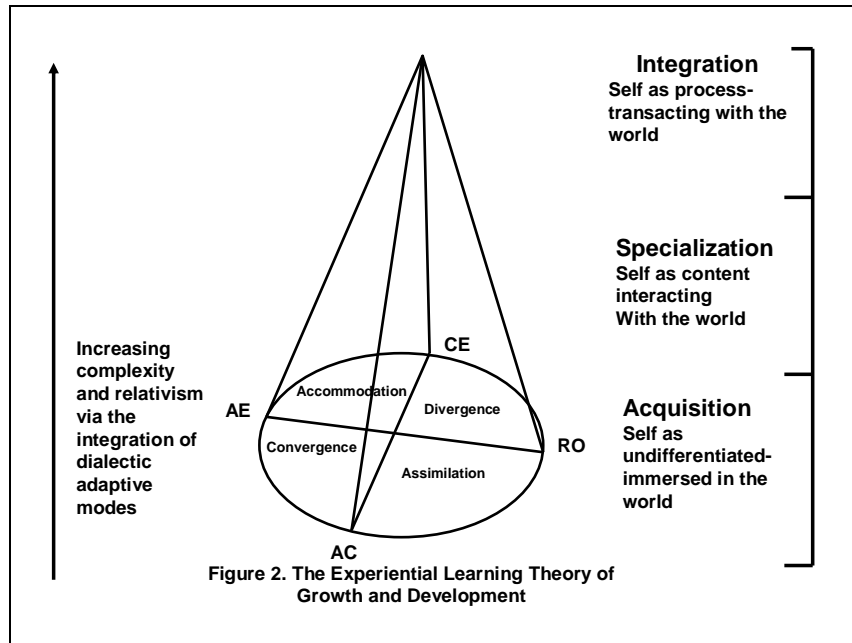 Integration
Self as process-
transacting with the
world
Specialization
Self as content
interacting
With the world
CE
Increasing
complexity
and relativism
via the
integration of
dialectic
adaptive
modes
Accommodation
Divergence
AE
Convergence
Assimilation
RO
Acquisition
Self as
undifferentiated-
immersed in the
world
AC
Figure 2. The Experiential Learning Theory of
Growth and Development